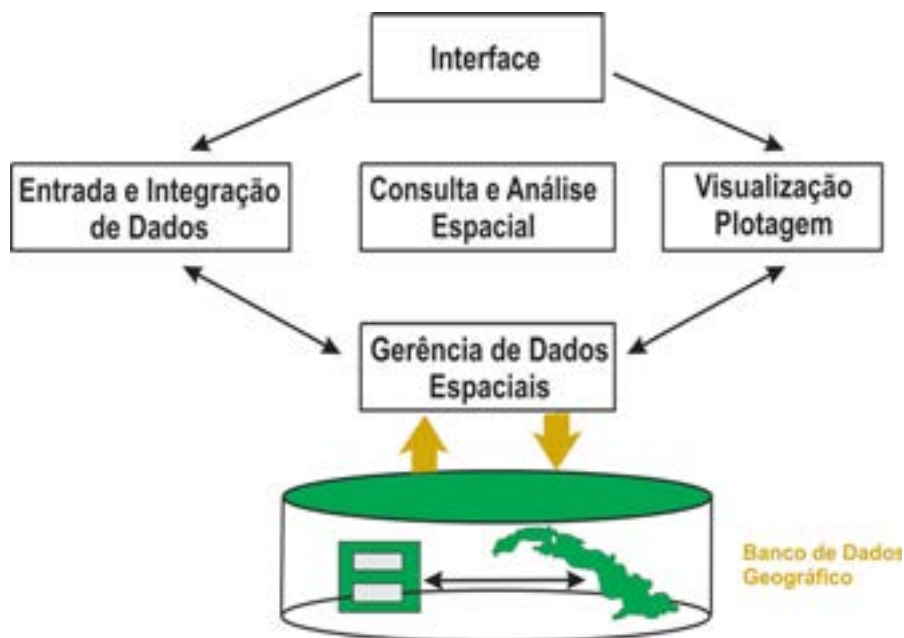 Interface
Entrada e Integração
de Dados
Consulta e Análise
Espacial
Visualização
Plotagem
Gerência de Dados
Espaciais
Banco de Dados
Geográfico